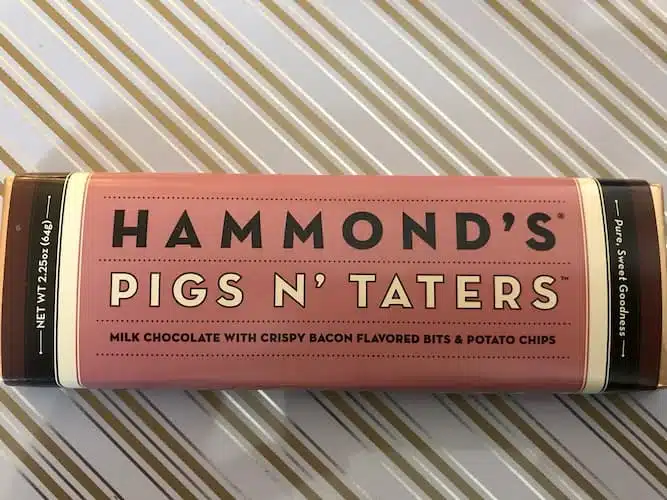 HAMMOND'S®
PIGS N' TATERS™
MILK CHOCOLATE WITH CRISPY BACON FLAVORED BITS & POTATO CHIPS
NET WT 2.25oz (64g)
Pure, Sweet Goodness